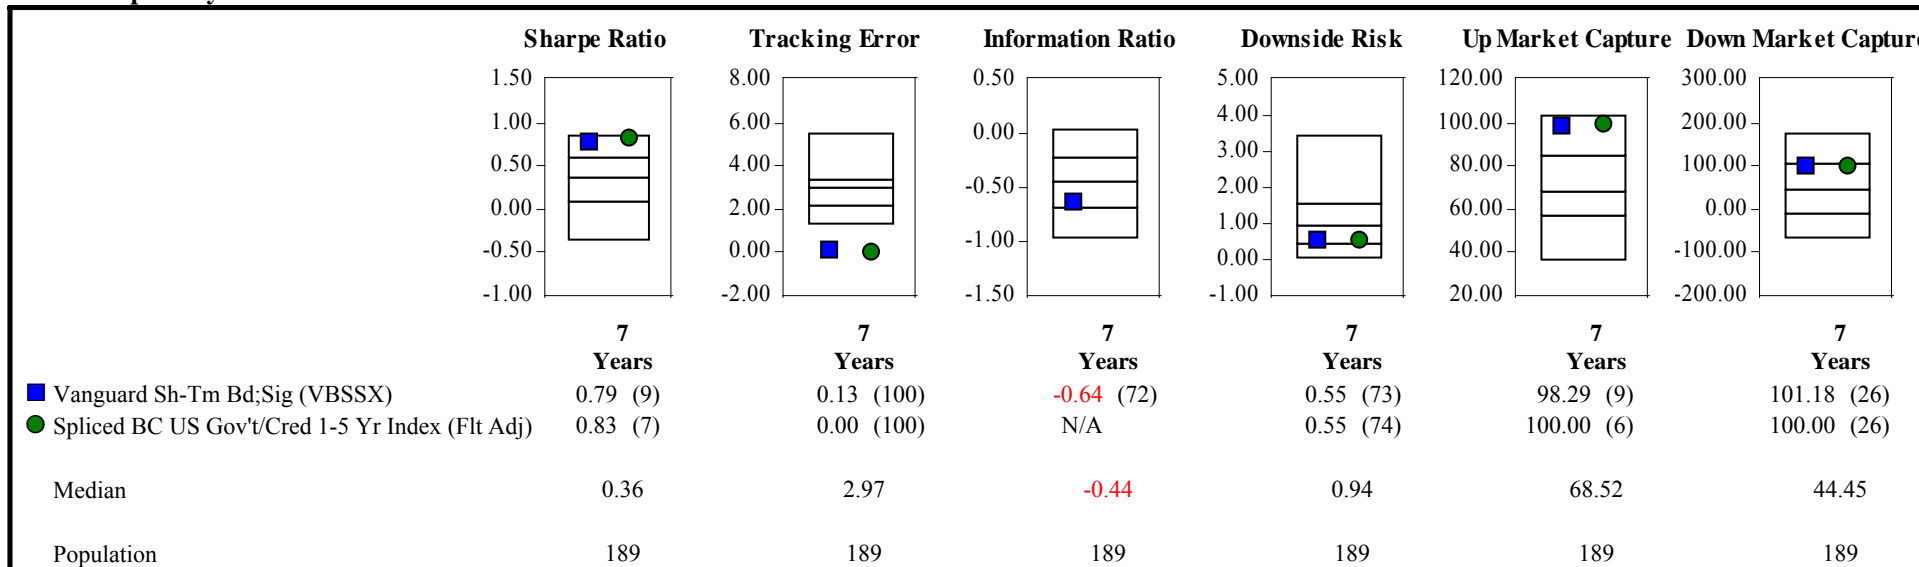 Sharpe Ratio Tracking Error Information Ratio Downside Risk Up Market Capture Down Market Capture
1.50 8.00 0.50 5.00 120.00 300.00
1.00 6.00 0.00 4.00 100.00 200.00
0.50 4.00 -0.50 3.00 80.00 100.00
0.00 2.00 -1.00 2.00 60.00 0.00
-0.50 0.00 -1.50 1.00 40.00 -100.00
-1.00 -2.00 0.00 20.00 -200.00
-1.00
7 7 7 7 7 7
Years Years Years Years Years Years
Vanguard Sh-Tm Bd;Sig (VBSSX) 0.79 (9) 0.13 (100) -0.64 (72) 0.55 (73) 98.29 (9) 101.18 (26)
Spliced BC US Gov't/Cred 1-5 Yr Index (Flt Adj) 0.83 (7) 0.00 (100) N/A 0.55 (74) 100.00 (6) 100.00 (26)
Median 0.36 2.97 -0.44 0.94 68.52 44.45
Population 189 189 189 189 189 189